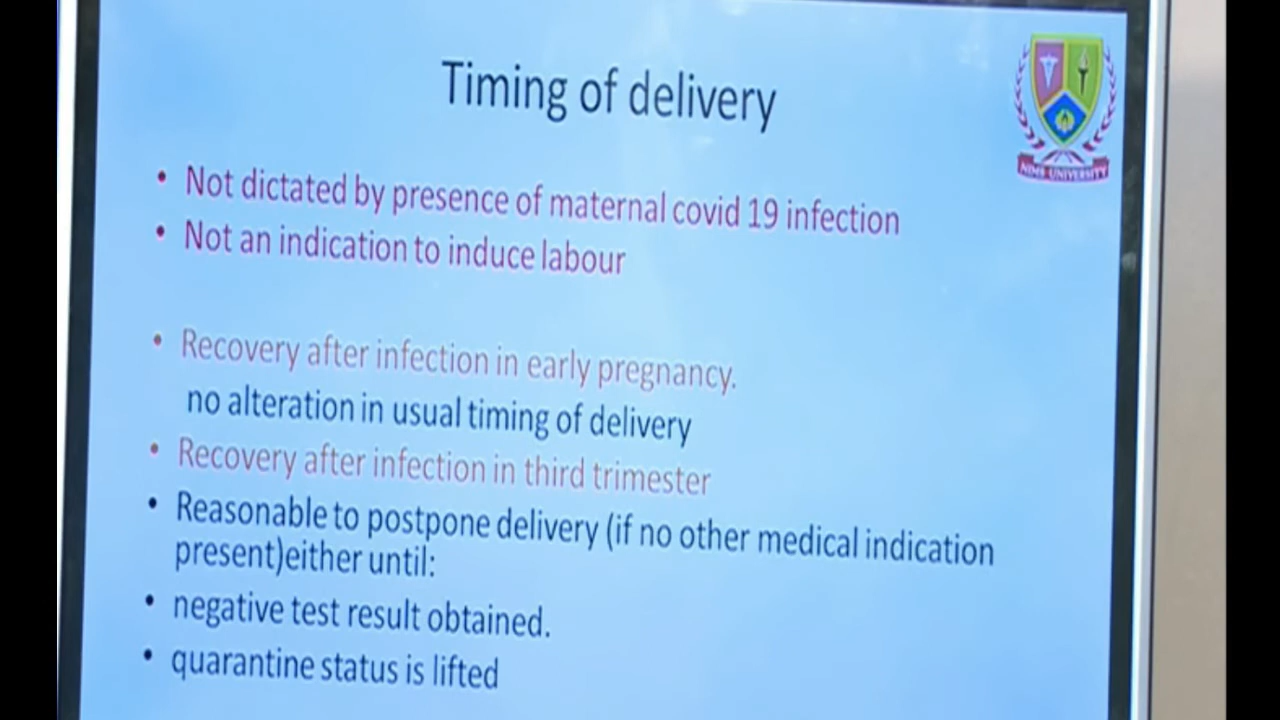 Timing of delivery
NIMS UNIVERSITY
• Not dictated by presence of maternal covid 19 infection
• Not an indication to induce labour
• Recovery after infection in early pregnancy.
no alteration in usual timing of delivery
• Recovery after infection in third trimester
• Reasonable to postpone delivery (if no other medical indication
present)either until:
• negative test result obtained.
• quarantine status is lifted